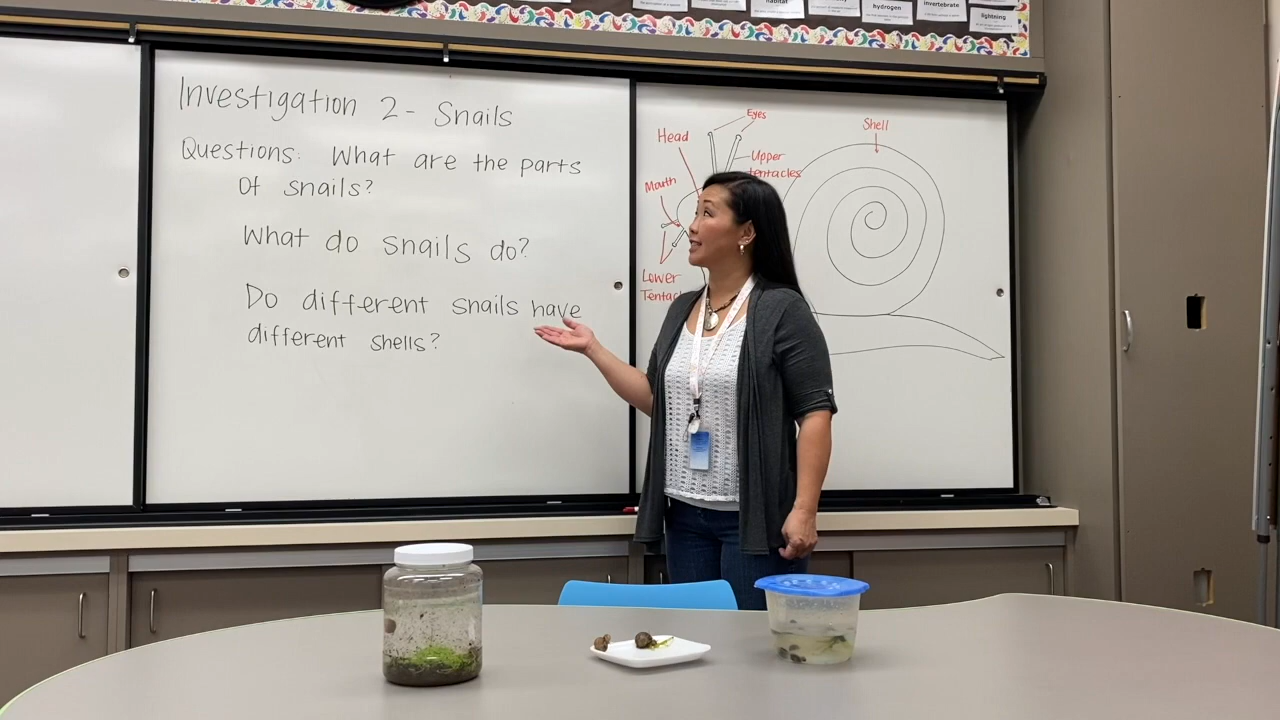 habitat
hydrogen
invertebrate
lightning
Investigation 2 - Snails
Questions: What are the parts
of snails?
What do snails do?
Do different snails have
different shells?
Eyes
Head
Shell
Upper
tentacles
Mouth
Lower
Tentac